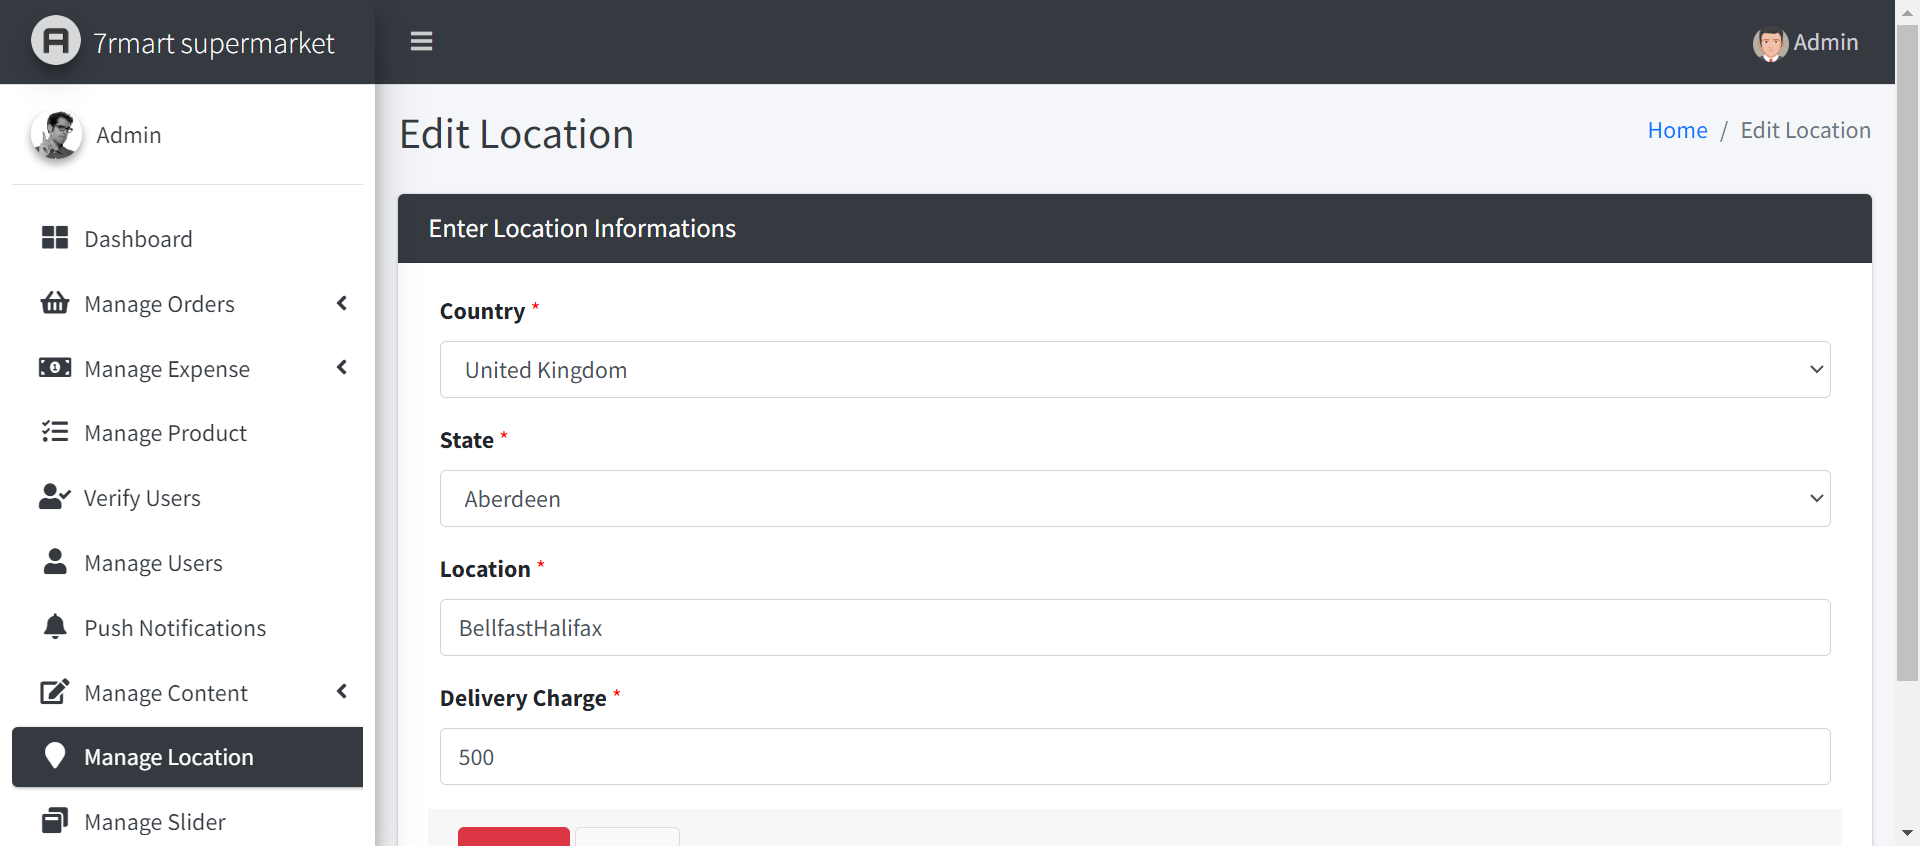 7rmart supermarket
Admin
Admin
Edit Location
Home / Edit Location
Dashboard
Manage Orders
Manage Expense
Manage Product
Verify Users
Manage Users
Push Notifications
Manage Content
Manage Location
Manage Slider
Enter Location Informations
Country *
United Kingdom
State *
Aberdeen
Location *
BellfastHalifax
Delivery Charge *
500